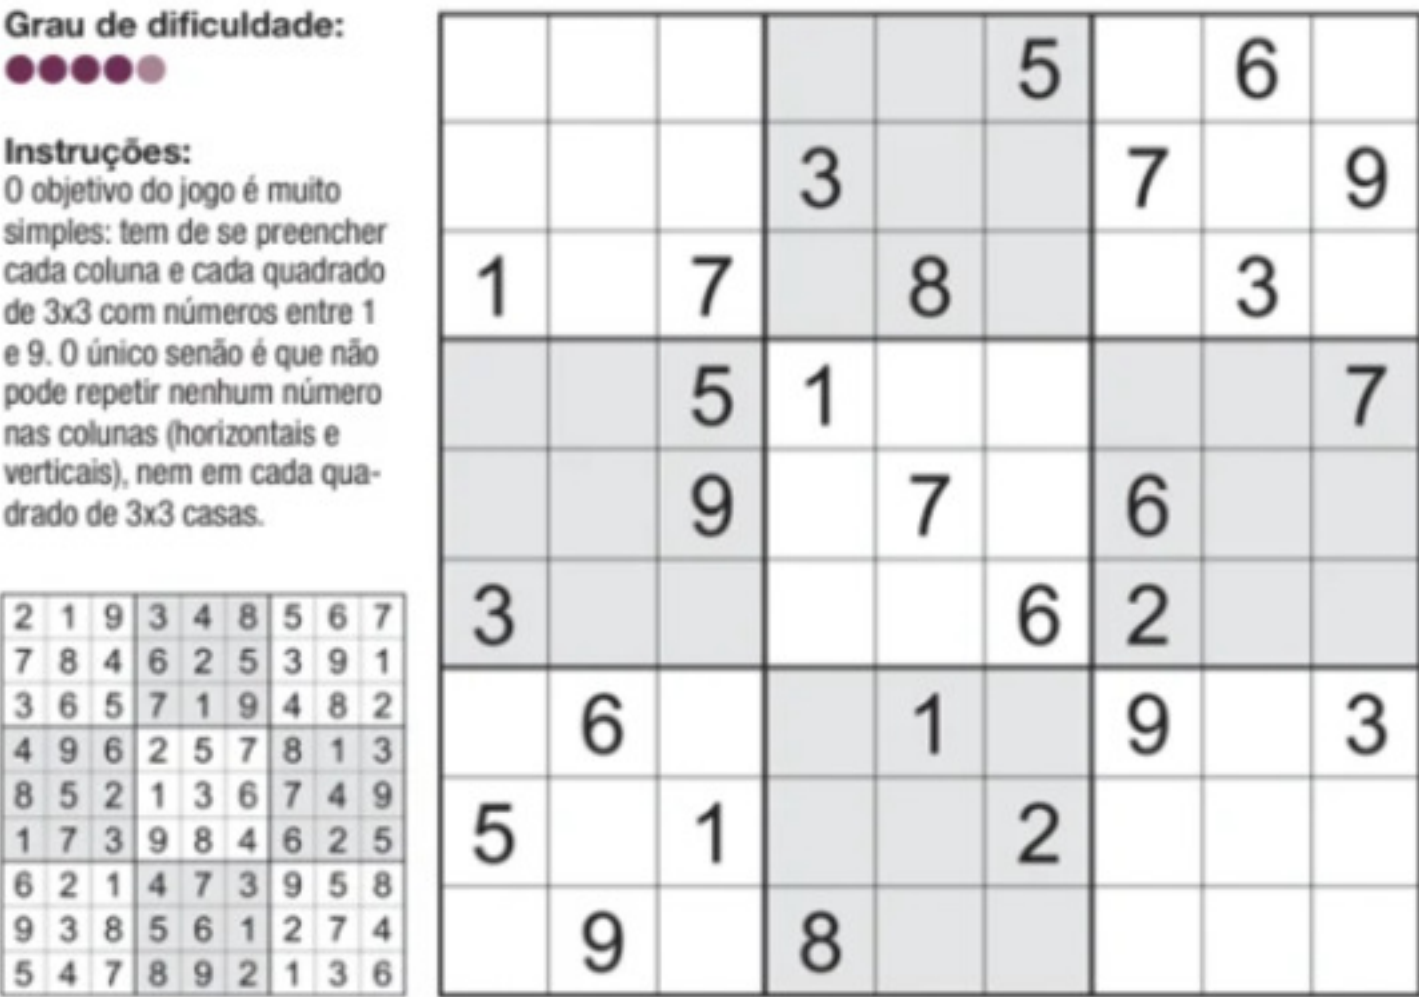 Grau de dificuldade:
Instruções:
O objetivo do jogo é muito
simples: tem de se preencher
cada coluna e cada quadrado
de 3x3 com números entre 1
e 9. O único senão é que não
pode repetir nenhum número
nas colunas (horizontais e
verticais), nem em cada qua-
drado de 3x3 casas.
2 1 9 3 4 8 5 6 7
7 8 4 6 2 5 3 9 1
3 6 5 7 1 9 4 8 2
4 9 6 2 5 7 8 1 3
8 5 2 1 3 6 7 4 9
1 7 3 9 8 4 6 2 5
6 2 1 4 7 3 9 5 8
9 3 8 5 6 1 2 7 4
5 4 7 8 9 2 1 3 6
5 6
3 7 9
1 7 8 3
5 1 7
9 7 6
3 6 2
6 1 9 3
5 1 2
9 8